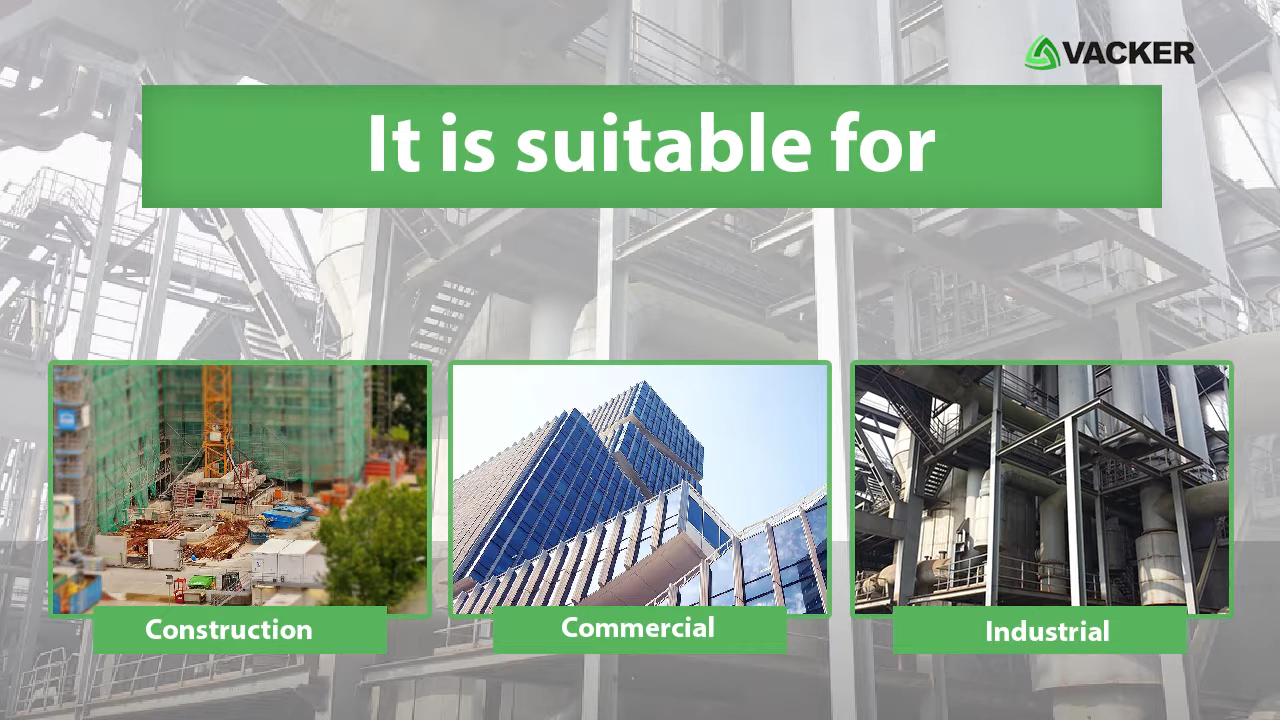 VACKER
It is suitable for
Construction
Commercial
Industrial